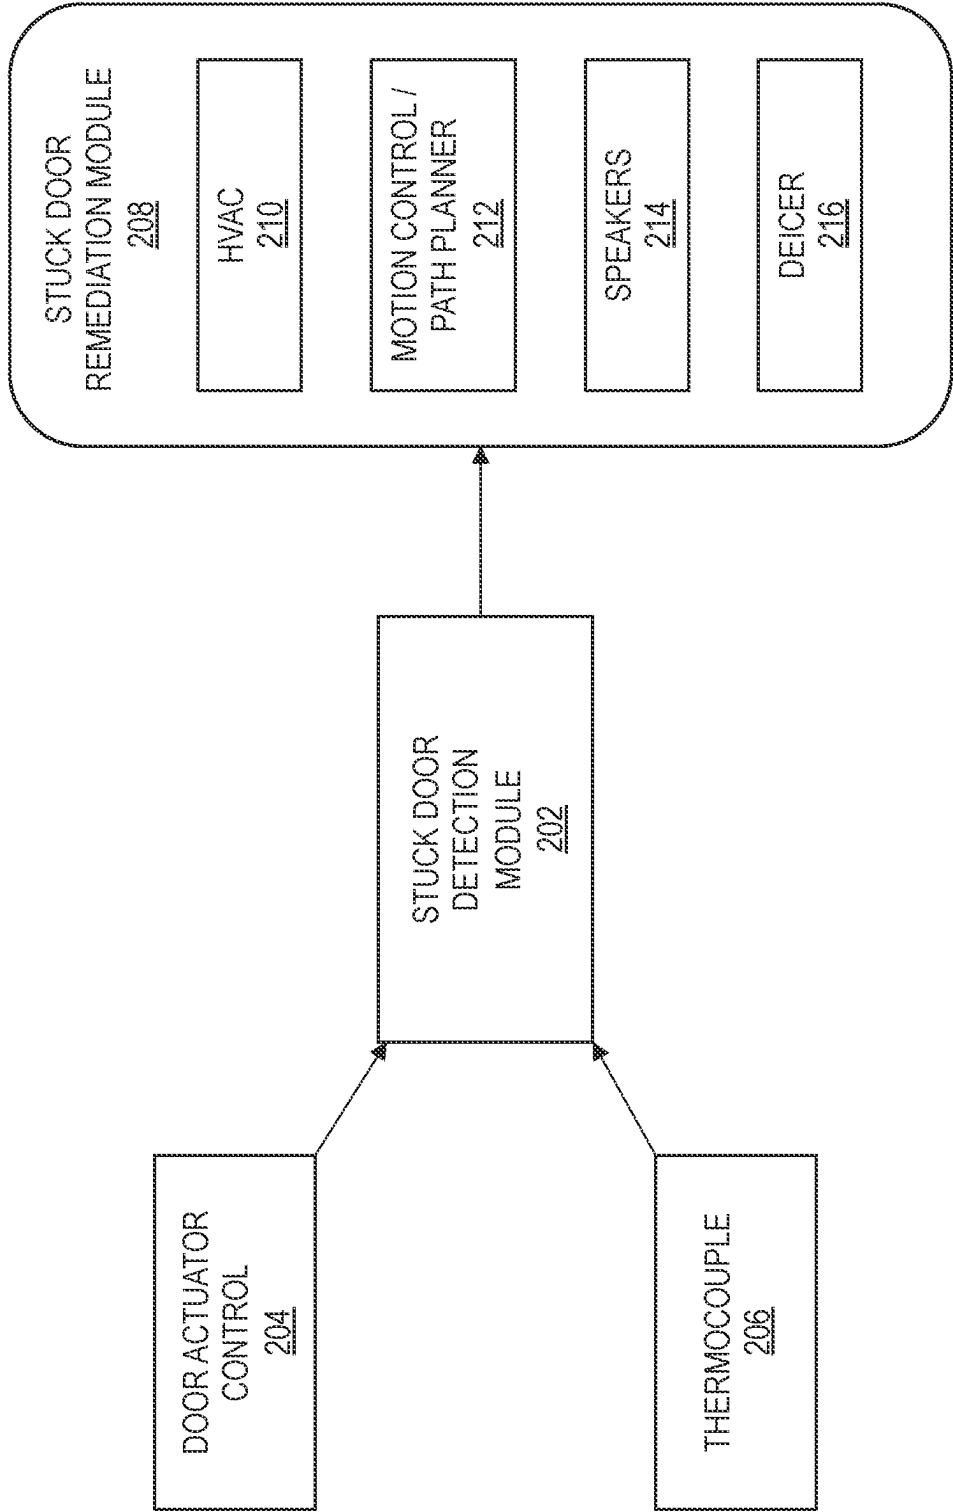 DOOR ACTUATOR
CONTROL
204
THERMOCOUPLE
206
STUCK DOOR
DETECTION
MODULE
202
STUCK DOOR
REMEDIATION MODULE
208
HVAC
210
MOTION CONTROL /
PATH PLANNER
212
SPEAKERS
214
DEICER
216